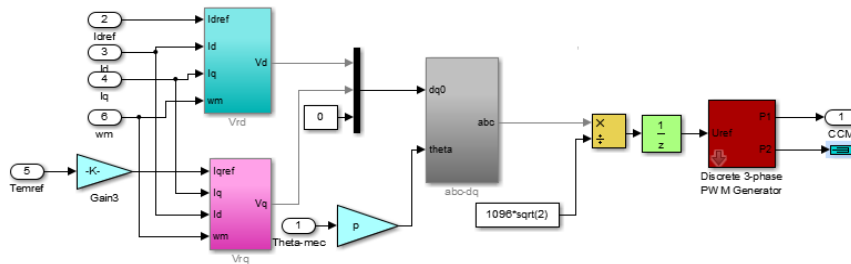 2
Idref
3
Id
4
Iq
6
wm
Idref
Id
Iq
wm
Vd
Vrd
5
Temref
-K-
Gain3
Iqref
Iq
Id
wm
Vq
Vrq
0
1
Theta-mec
p
dq0
theta
abc
abc-dq
1096*sqrt(2)
×
÷
1
z
Uref
P1
P2
Discrete 3-phase
PWM Generator
1
CCM